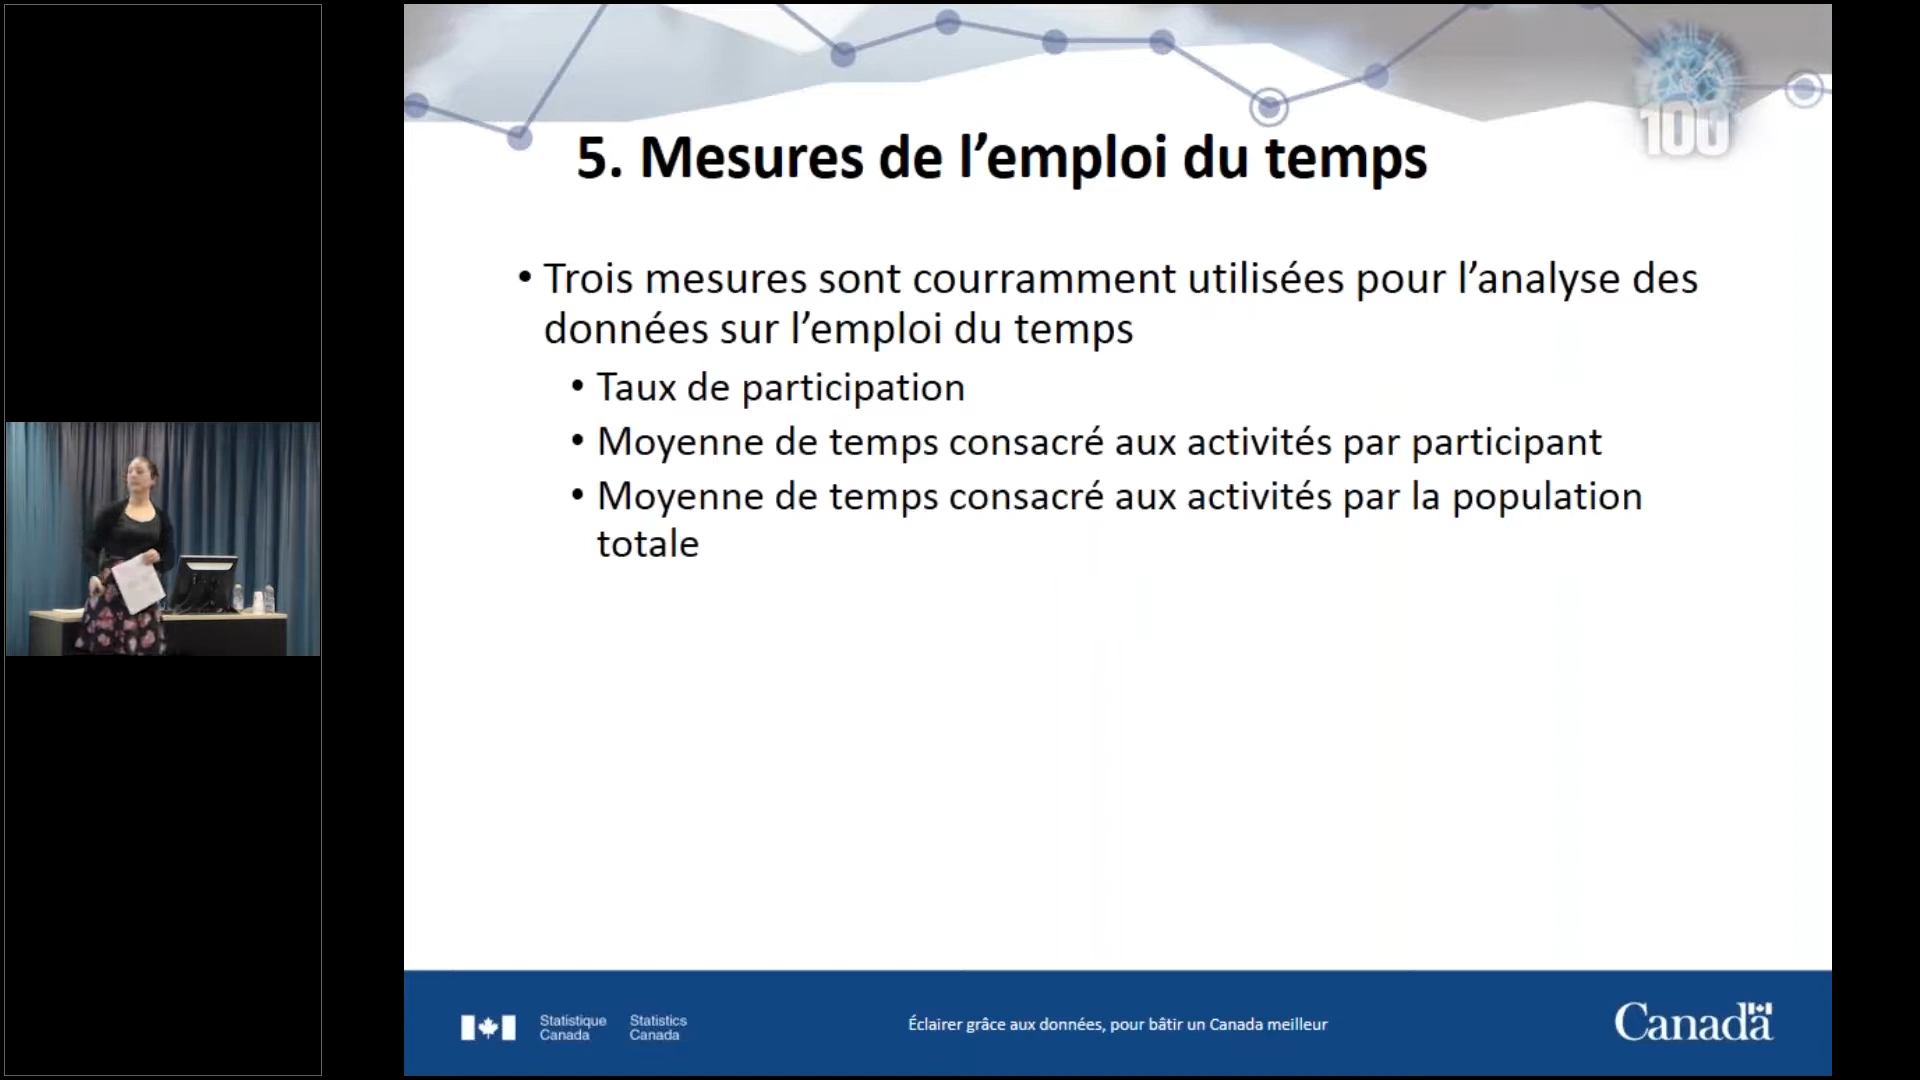 100
5. Mesures de l’emploi du temps
• Trois mesures sont courramment utilisées pour l’analyse des
données sur l’emploi du temps
• Taux de participation
• Moyenne de temps consacré aux activités par participant
• Moyenne de temps consacré aux activités par la population
totale
Statistique
Canada
Statistics
Canada
Éclairer grâce aux données, pour bâtir un Canada meilleur
Canada